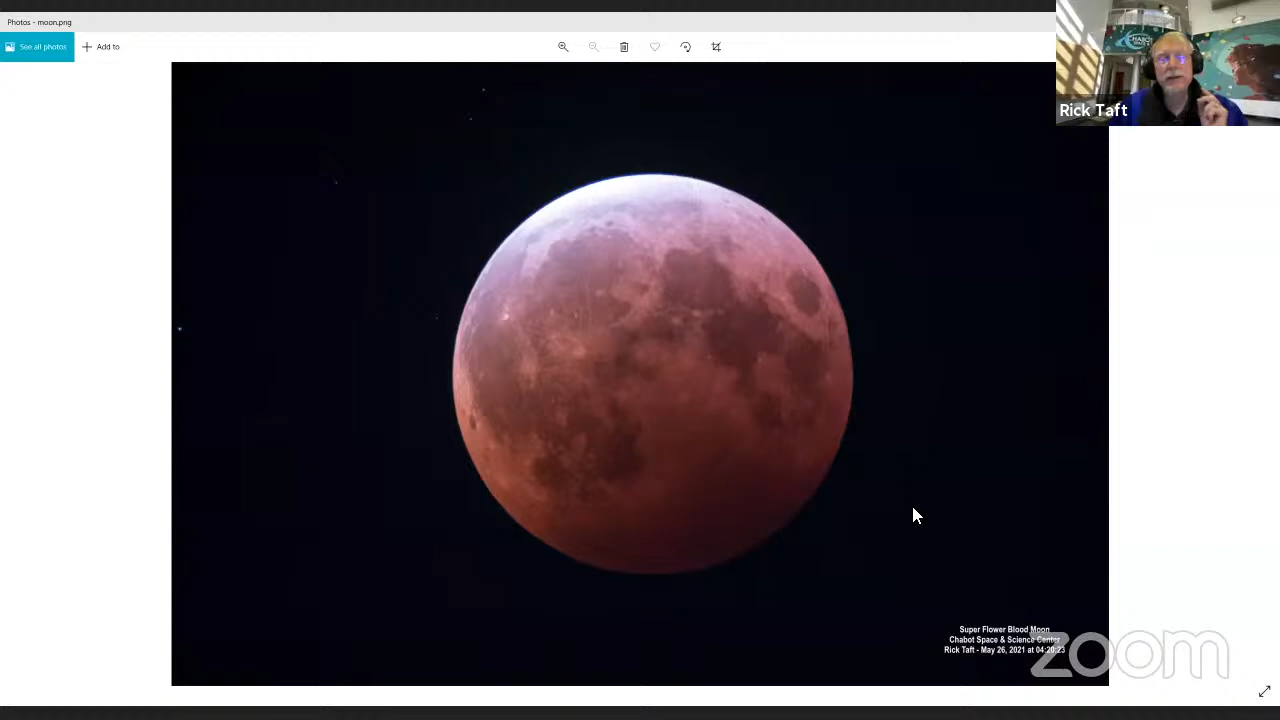 Photos - moon.png
See all photos
Add to
CHABOT
Rick Taft
Super Flower Blood Moon
Chabot Space & Science Center
Rick Taft - May 26, 2021 at 04:20:23
zoom